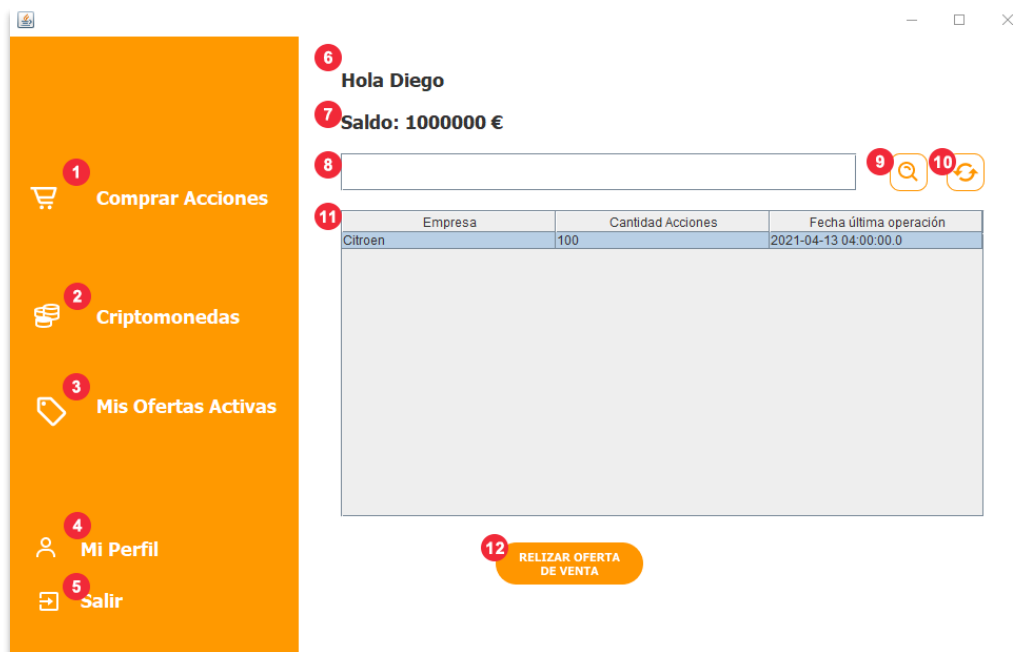 1
Comprar Acciones
2
Criptomonedas
3
Mis Ofertas Activas
4
Mi Perfil
5
Salir
6
Hola Diego
7
Saldo: 1000000 €
8
9
10
11
Empresa Cantidad Acciones Fecha última operación
Citroen 100 2021-04-13 04:00:00.0
12
RELIZAR OFERTA
DE VENTA